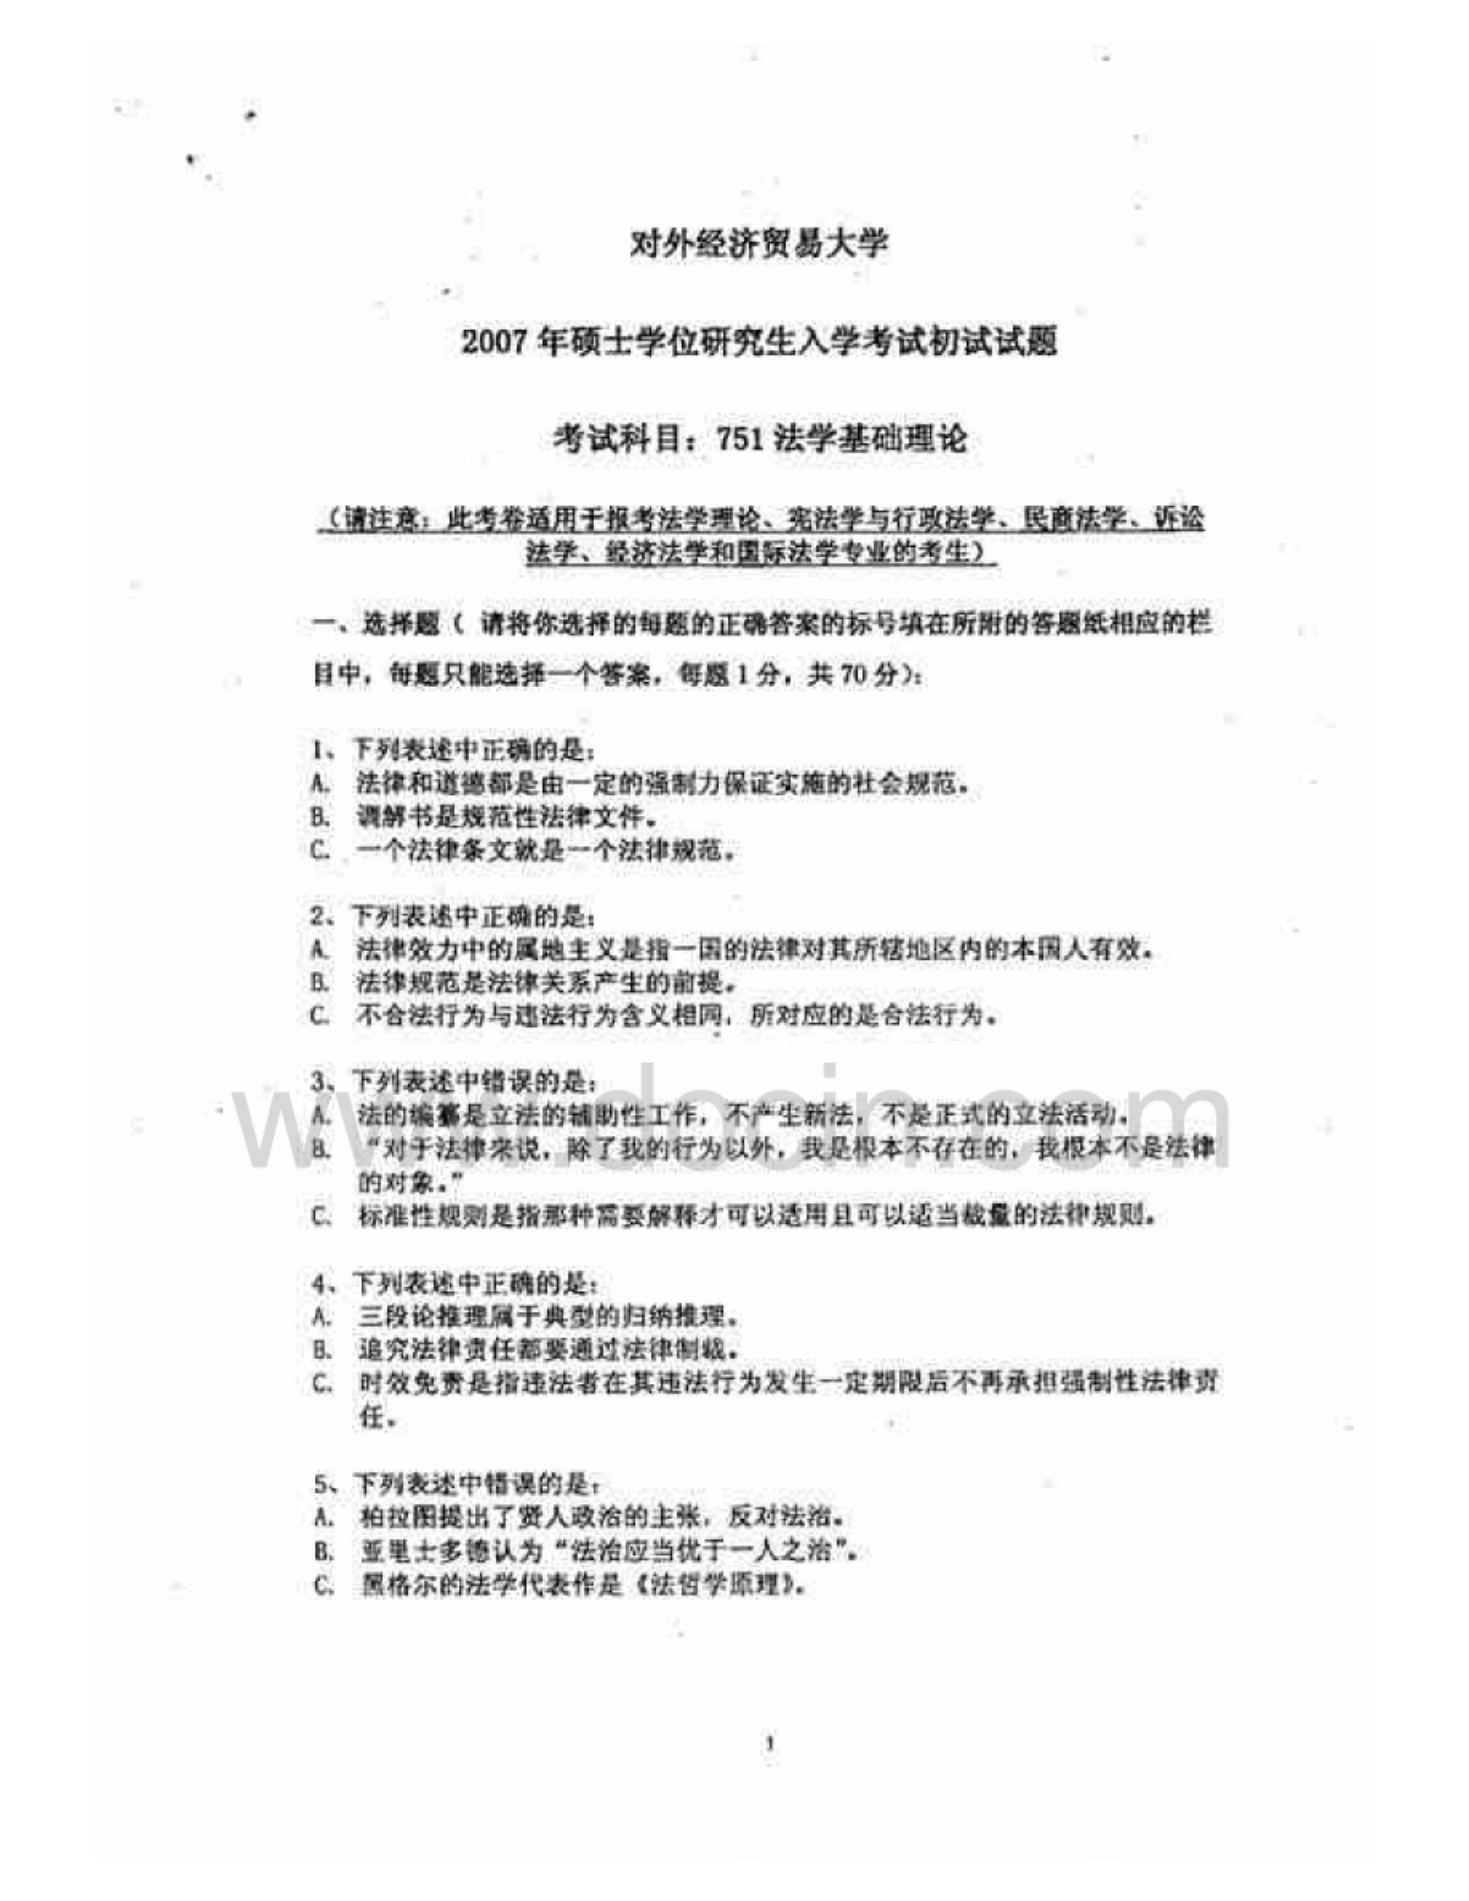 对外经济贸易大学
2007 年硕士学位研究生入学考试初试试题
考试科目：751 法学基础理论
（请注意：此考卷适用于报考法学理论、宪法学与行政法学、民商法学、诉讼
法学、经济法学和国际法学专业的考生）
一、选择题（ 请将你选择的每题的正确答案的标号填在所附的答题纸相应的栏
目中，每题只能选择一个答案，每题 1 分，共 70 分）：
1、下列表述中正确的是：
A. 法律和道德都是由一定的强制力保证实施的社会规范。
B. 调解书是规范性法律文件。
C. 一个法律条文就是一个法律规范。
2、下列表述中正确的是：
A. 法律效力中的属地主义是指一国的法律对其所辖地区内的本国人有效。
B. 法律规范是法律关系产生的前提。
C. 不合法行为与违法行为含义相同，所对应的是合法行为。
3、下列表述中错误的是：
A. 法的编纂是立法的辅助性工作，不产生新法，不是正式的立法活动。
B. “对于法律来说，除了我的行为以外，我是根本不存在的，我根本不是法律
的对象。”
C. 标准性规则是指那种需要解释才可以适用且可以适当裁量的法律规则。
www.docin.com
4、下列表述中正确的是：
A. 三段论推理属于典型的归纳推理。
B. 追究法律责任都要通过法律制裁。
C. 时效免责是指违法者在其违法行为发生一定期限后不再承担强制性法律责
任。
5、下列表述中错误的是：
A. 柏拉图提出了贤人政治的主张，反对法治。
B. 亚里士多德认为“法治应当优于一人之治”。
C. 黑格尔的法学代表作是《法哲学原理》。
1